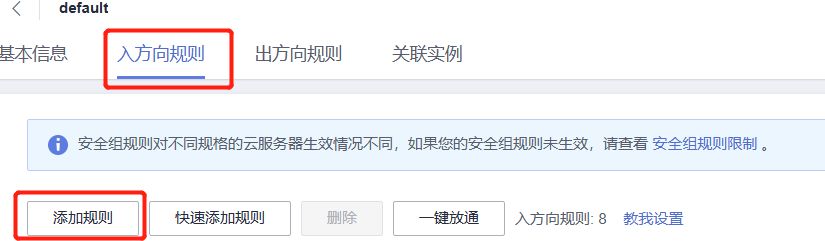 default
基本信息 入方向规则 出方向规则 关联实例
安全组规则对不同规格的云服务器生效情况不同，如果您的安全组规则未生效，请查看 安全组规则限制 。
添加规则 快速添加规则 删除 一键放通 入方向规则: 8 教我设置